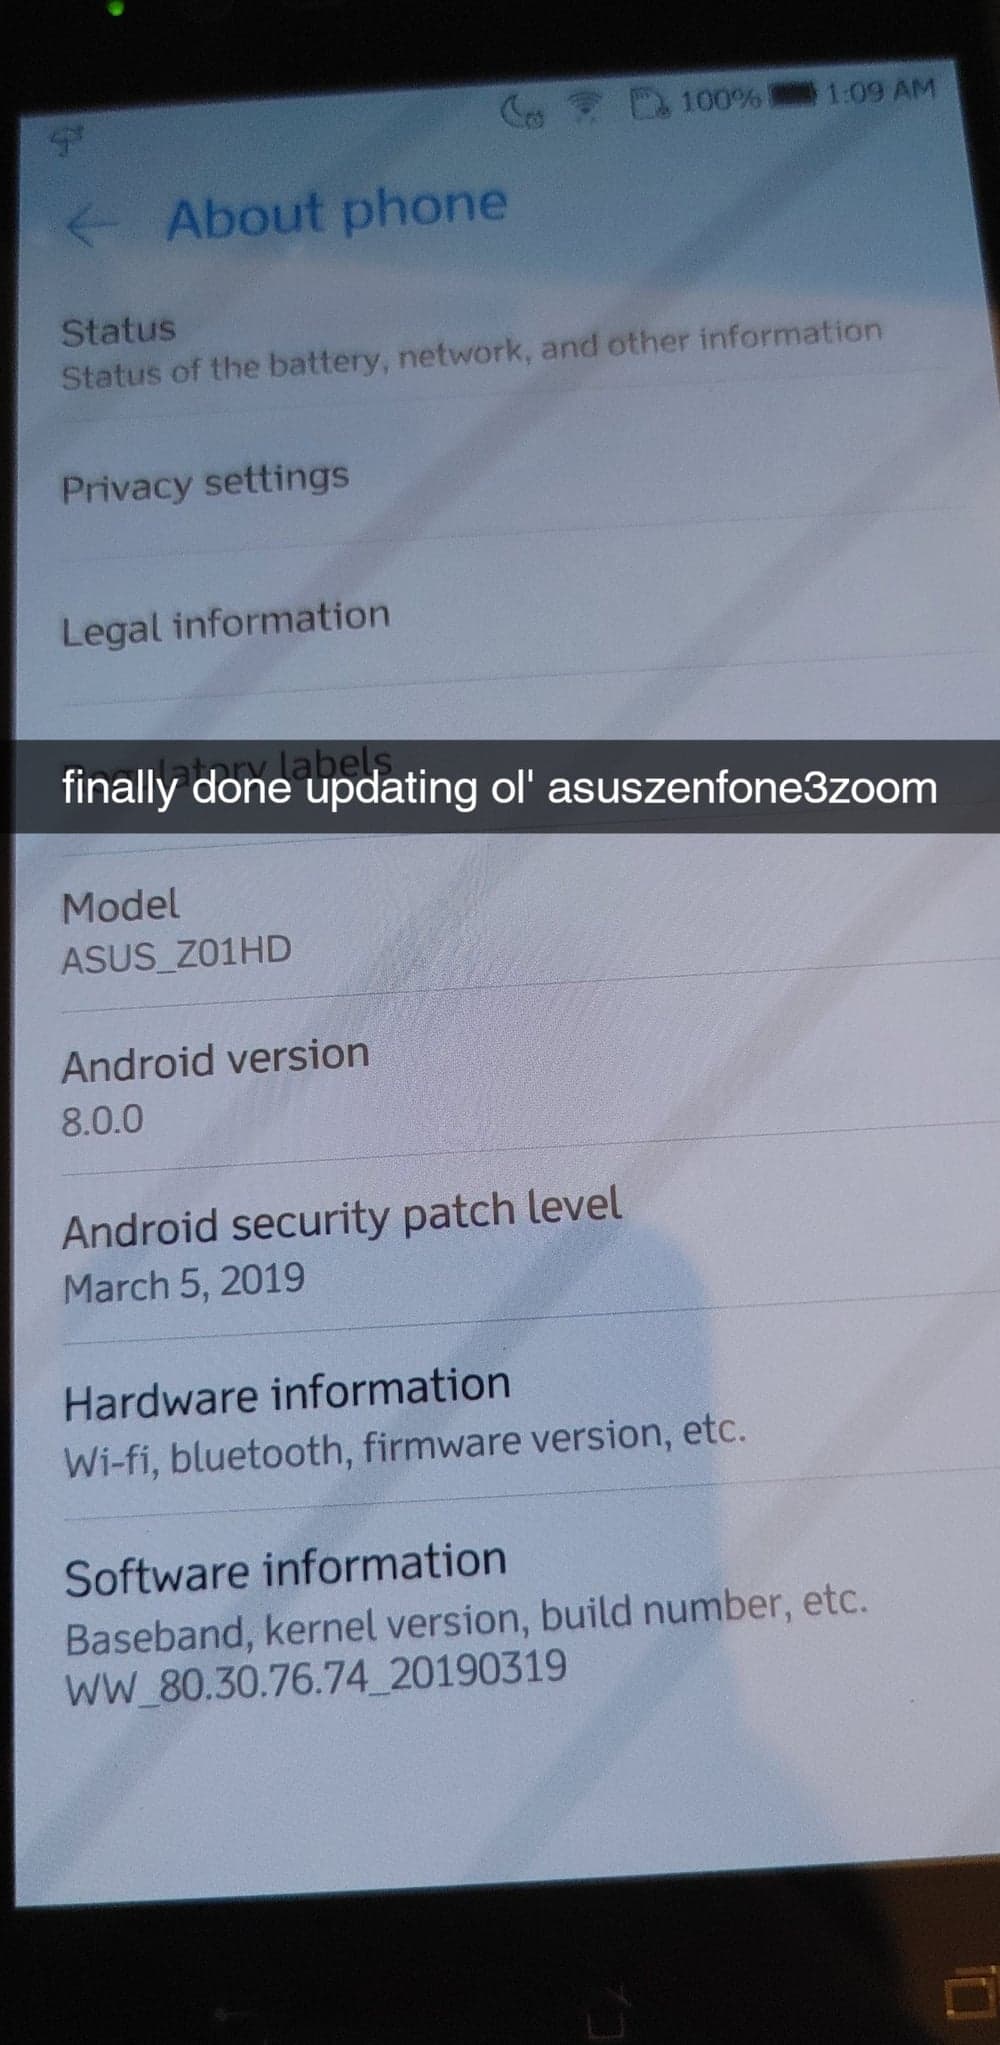 100% 1:09 AM
About phone
Status
Status of the battery, network, and other information
Privacy settings
Legal information
Regulatory labels
finally done updating ol' asuszenfone3zoom
Model
ASUS_Z01HD
Android version
8.0.0
Android security patch level
March 5, 2019
Hardware information
Wi-fi, bluetooth, firmware version, etc.
Software information
Baseband, kernel version, build number, etc.
WW_80.30.76.74_20190319